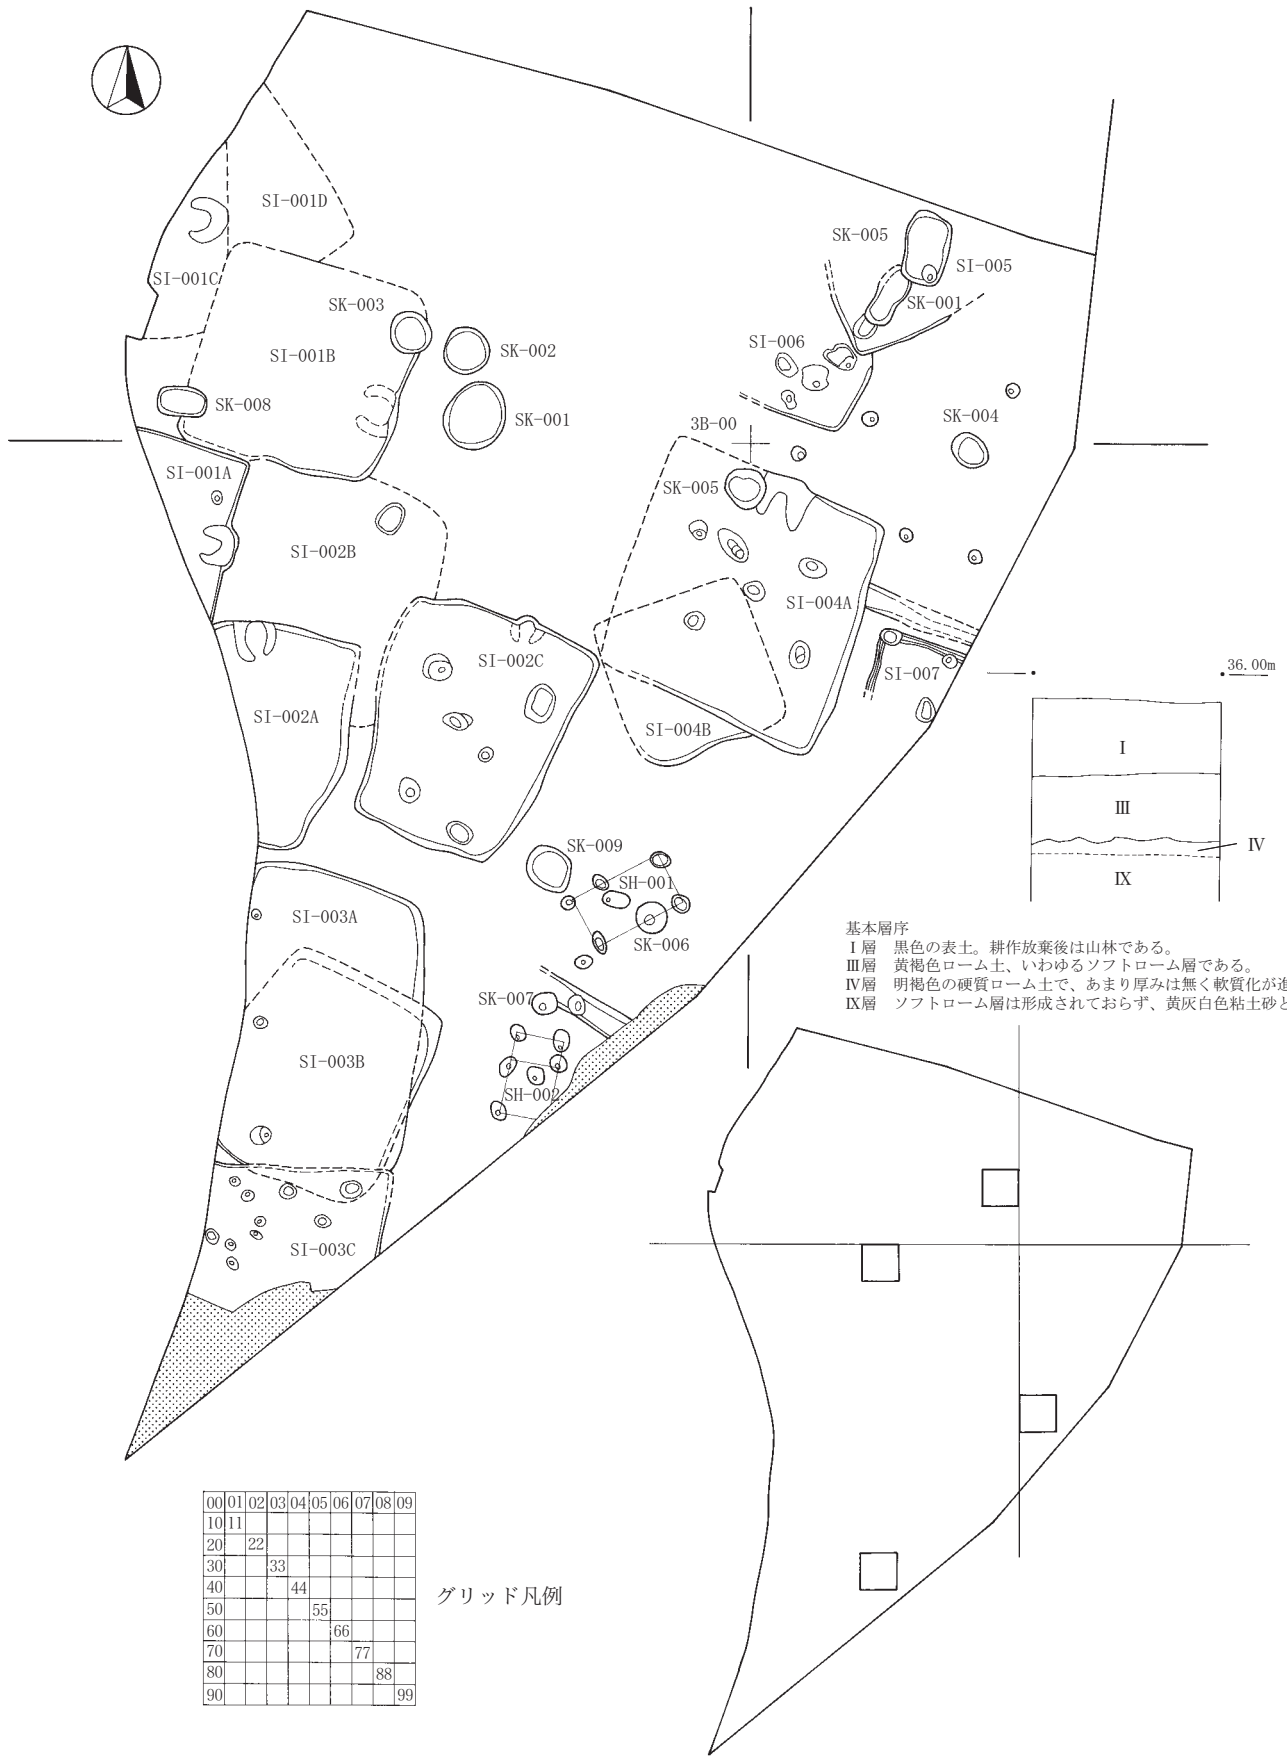 SI-001D
SK-005
SI-005
SI-001C
SK-003
SK-001
SI-006
SI-001B
SK-002
SK-008
SK-001
SK-004
3B-00
SI-001A
SK-005
SI-002B
SI-004A
SI-002C
SI-007
36.00m
SI-002A
SI-004B
I
III
IV
IX
SK-009
SH-001
SI-003A
SK-006
基本層序
I層 黒色の表土。耕作放棄後は山林である。
III層 黄褐色ローム土、いわゆるソフトローム層である。
IV層 明褐色の硬質ローム土で、あまり厚みは無く軟質化が進
IX層 ソフトローム層は形成されておらず、黄灰白色粘土砂と
SK-007
SI-003B
SH-002
SI-003C
00 01 02 03 04 05 06 07 08 09
10 11
20 22
30 33
40 44
50 55
60 66
70 77
80 88
90 99
グリッド凡例